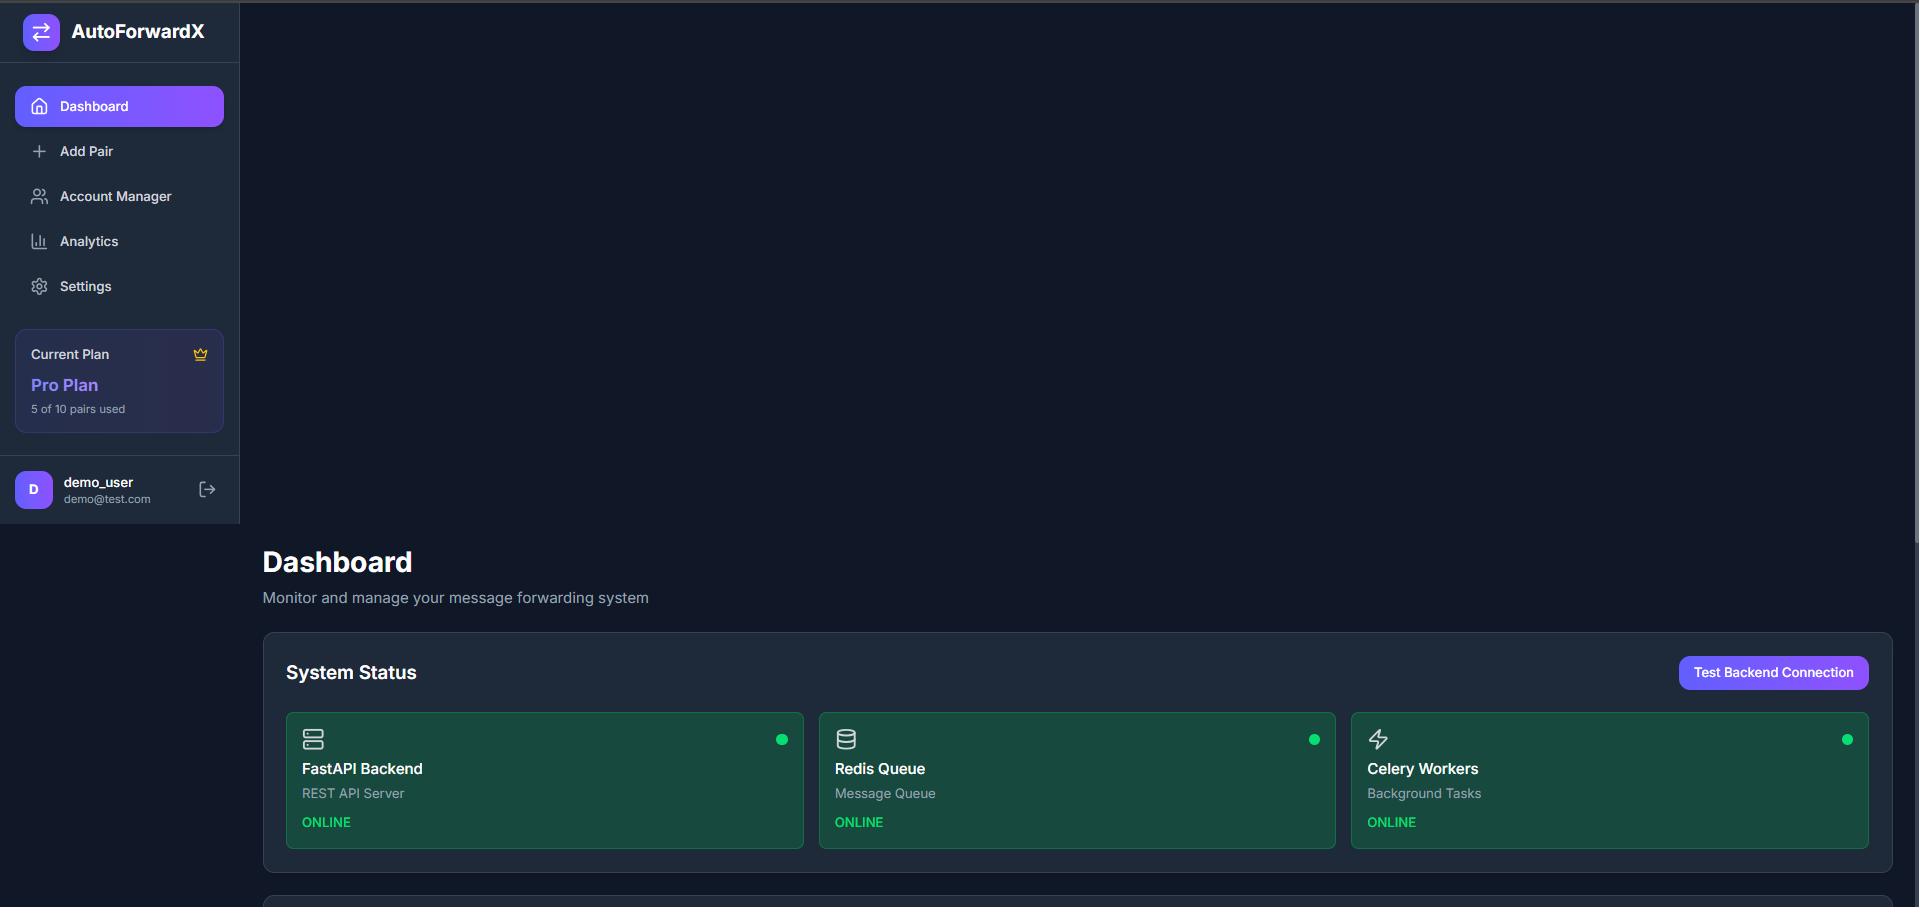 AutoForwardX
Dashboard
Add Pair
Account Manager
Analytics
Settings
Current Plan
Pro Plan
5 of 10 pairs used
D
demo_user
demo@test.com
Dashboard
Monitor and manage your message forwarding system
System Status
Test Backend Connection
FastAPI Backend
REST API Server
ONLINE
Redis Queue
Message Queue
ONLINE
Celery Workers
Background Tasks
ONLINE